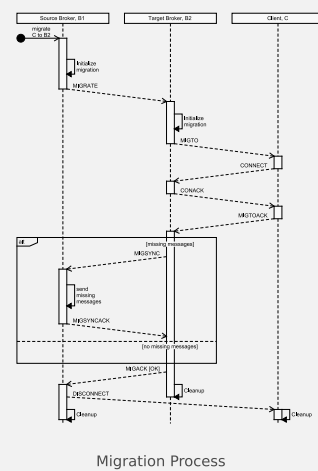 Source Broker, B1
Target Broker, B2
Client, C
migrate
C to B2
Initialize
migration
MIGRATE
Initialize
migration
MIGTO
CONNECT
CONACK
MIGTOACK
alt
[missing messages]
MIGSYNC
send
missing
messages
MIGSYNCACK
[no missing messages]
MIGACK [OK]
Cleanup
DISCONNECT
Cleanup
Cleanup
Migration Process